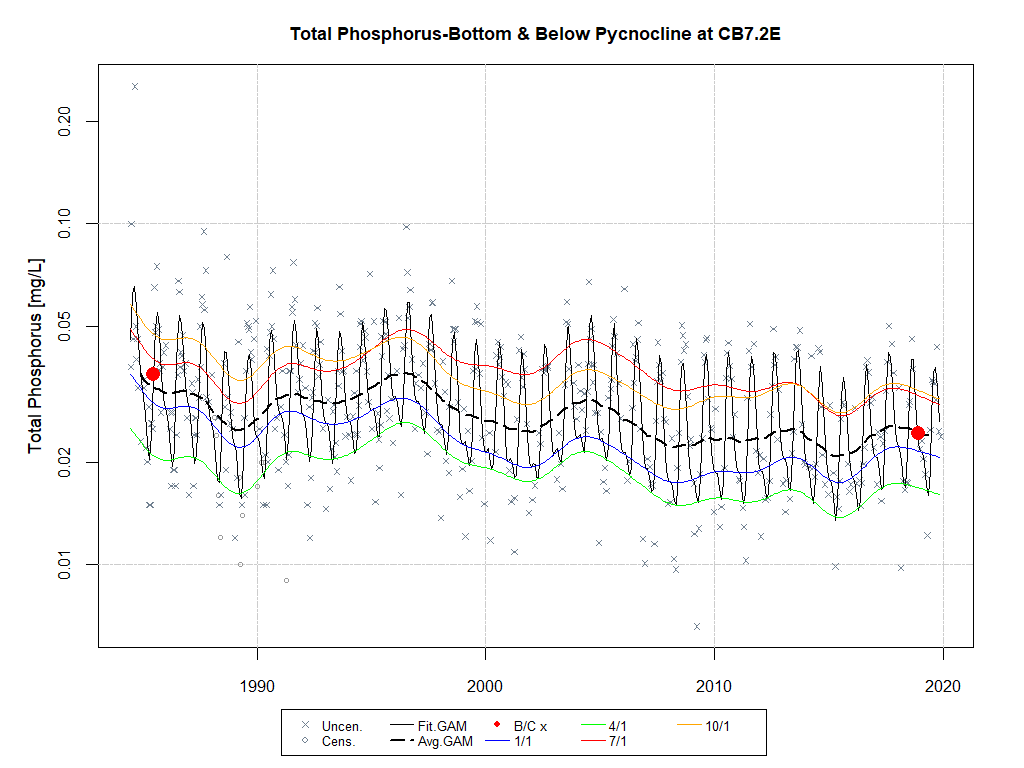 Total Phosphorus-Bottom & Below Pycnocline at CB7.2E
Total Phosphorus [mg/L]
0.20
0.10
0.05
0.02
0.01
1990 2000 2010 2020
Uncen. Fit.GAM B/C x 4/1 10/1
Cens. Avg.GAM 1/1 7/1